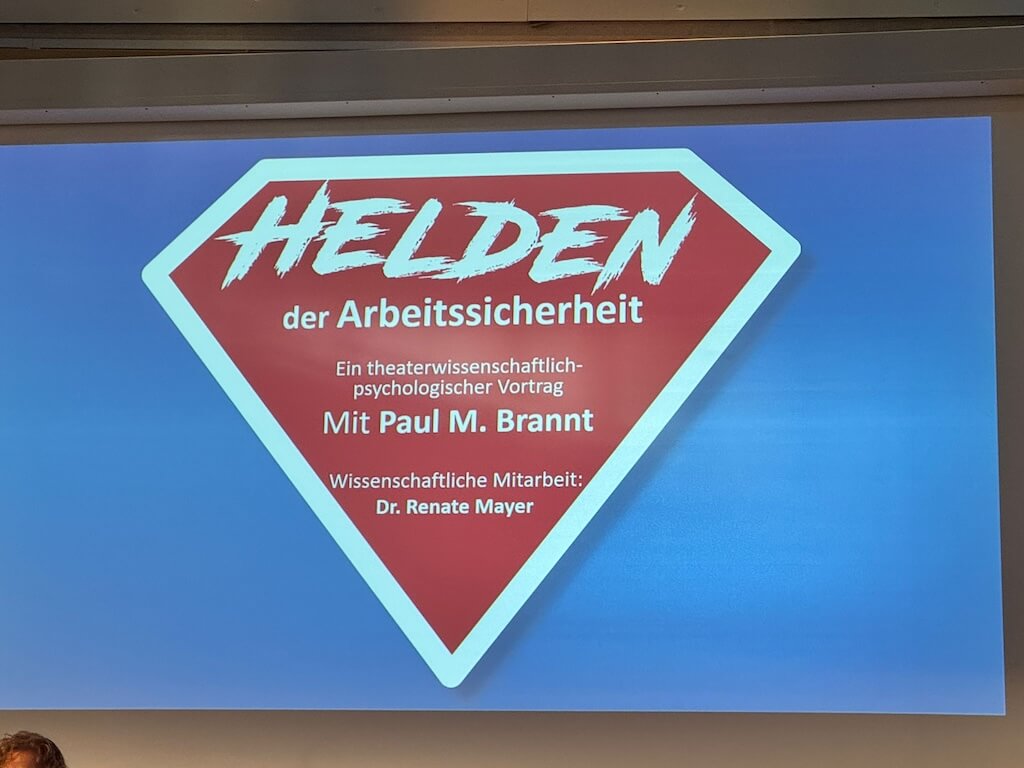 HELDEN
der Arbeitssicherheit
Ein theaterwissenschaftlich-
psychologischer Vortrag
Mit Paul M. Brannt
Wissenschaftliche Mitarbeit:
Dr. Renate Mayer